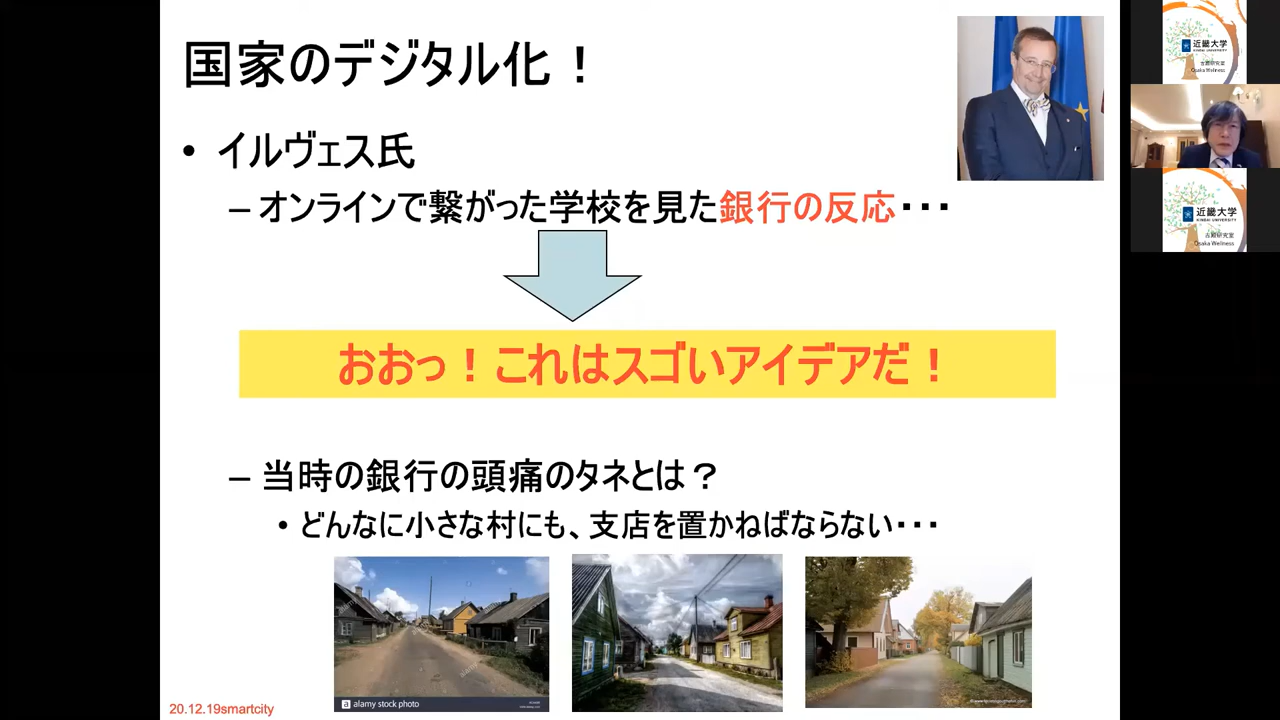 国家のデジタル化！
• イルヴェス氏
– オンラインで繋がった学校を見た銀行の反応・・・
おおっ！これはスゴいアイデアだ！
– 当時の銀行の頭痛のタネとは？
• どんなに小さな村にも、支店を置かねばならない・・・
a alamy stock photo
20.12.19smartcity
近畿大学
KINDAI UNIVERSITY
Osaka Wellness
近畿大学
KINDAI UNIVERSITY
Osaka Wellness